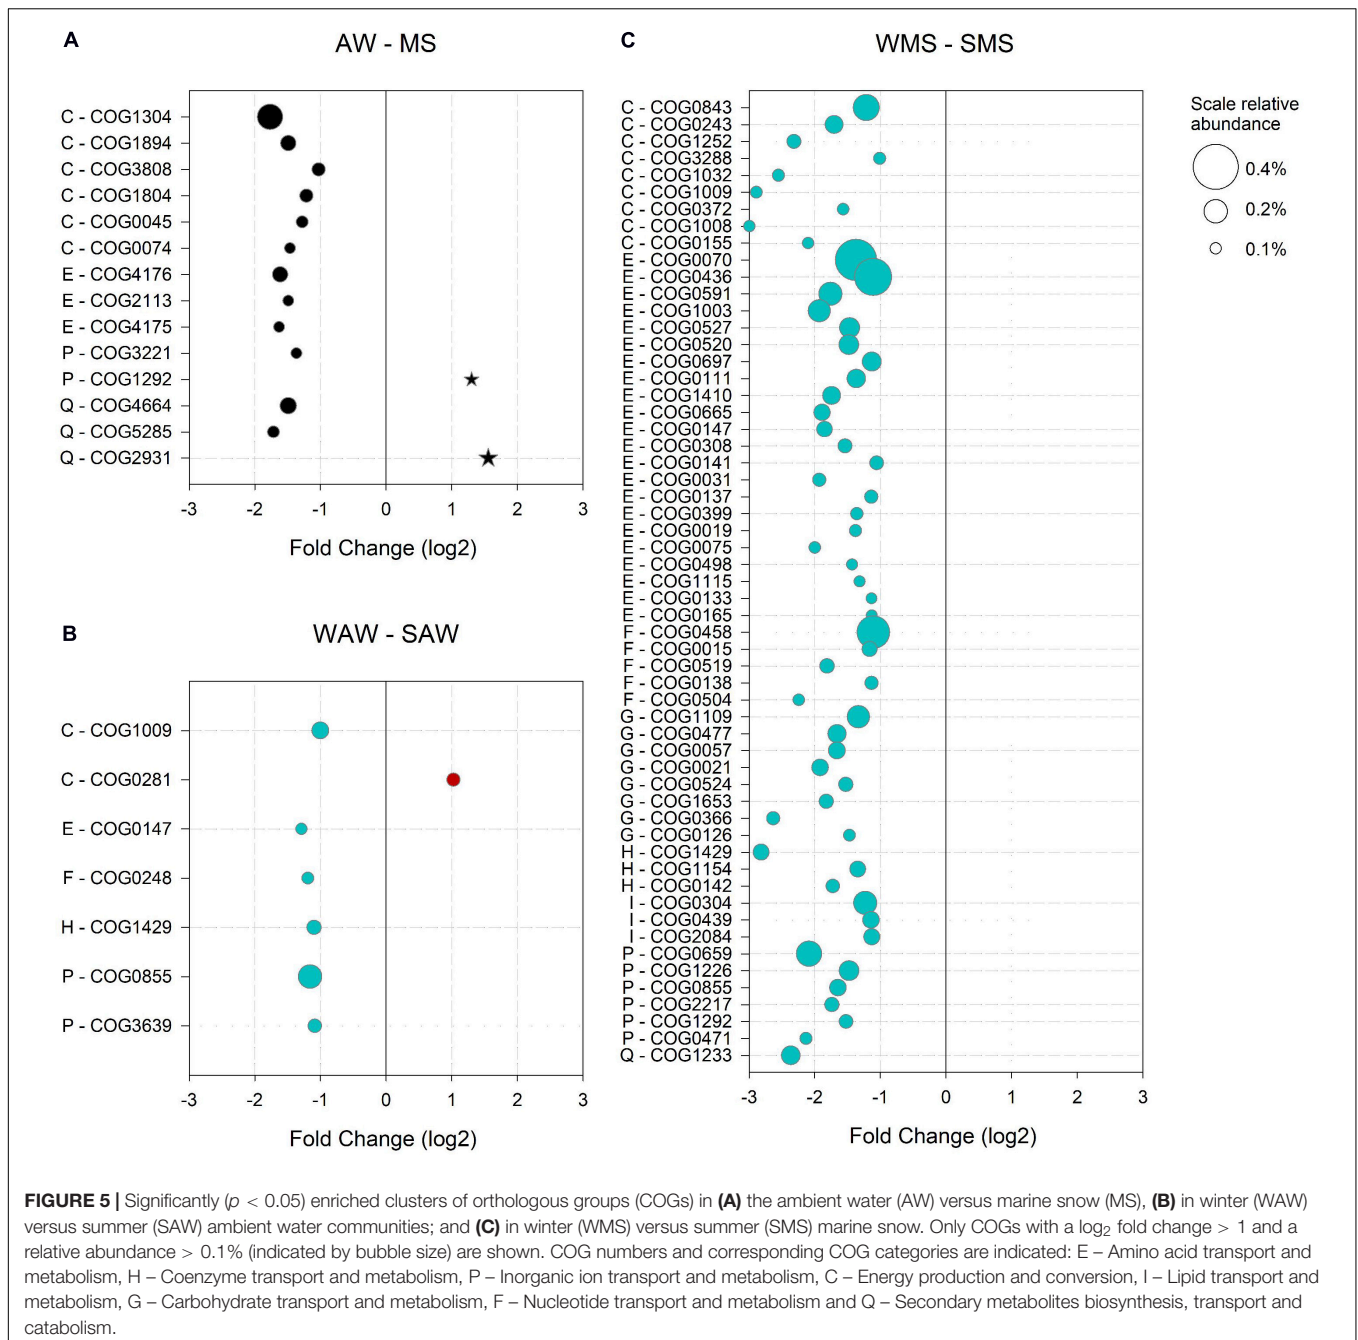 A
AW - MS
C - COG1304
C - COG1894
C - COG3808
C - COG1804
C - COG0045
C - COG0074
E - COG4176
E - COG2113
E - COG4175
P - COG3221
P - COG1292
Q - COG4664
Q - COG5285
Q - COG2931
-3 -2 -1 0 1 2 3
Fold Change (log2)
B
WAW - SAW
C - COG1009
C - COG0281
E - COG0147
F - COG0248
H - COG1429
P - COG0855
P - COG3639
-3 -2 -1 0 1 2 3
Fold Change (log2)
C
WMS - SMS
C - COG0843
C - COG0243
C - COG1252
C - COG3288
C - COG1032
C - COG1009
C - COG0372
C - COG1008
C - COG0155
E - COG0070
E - COG0436
E - COG0591
E - COG1003
E - COG0527
E - COG0520
E - COG0697
E - COG0111
E - COG1410
E - COG0665
E - COG0147
E - COG0308
E - COG0141
E - COG0031
E - COG0137
E - COG0399
E - COG0019
E - COG0075
E - COG0498
E - COG1115
E - COG0133
E - COG0165
F - COG0458
F - COG0015
F - COG0519
F - COG0138
F - COG0504
G - COG1109
G - COG0477
G - COG0057
G - COG0021
G - COG0524
G - COG1653
G - COG0366
G - COG0126
H - COG1429
H - COG1154
H - COG0142
I - COG0304
I - COG0439
I - COG2084
P - COG0659
P - COG1226
P - COG0855
P - COG2217
P - COG1292
P - COG0471
Q - COG1233
-3 -2 -1 0 1 2 3
Fold Change (log2)
Scale relative
abundance
0.4%
0.2%
0.1%
FIGURE 5 | Significantly (p < 0.05) enriched clusters of orthologous groups (COGs) in (A) the ambient water (AW) versus marine snow (MS), (B) in winter (WAW)
versus summer (SAW) ambient water communities; and (C) in winter (WMS) versus summer (SMS) marine snow. Only COGs with a log₂ fold change > 1 and a
relative abundance > 0.1% (indicated by bubble size) are shown. COG numbers and corresponding COG categories are indicated: E – Amino acid transport and
metabolism, H – Coenzyme transport and metabolism, P – Inorganic ion transport and metabolism, C – Energy production and conversion, I – Lipid transport and
metabolism, G – Carbohydrate transport and metabolism, F – Nucleotide transport and metabolism and Q – Secondary metabolites biosynthesis, transport and
catabolism.